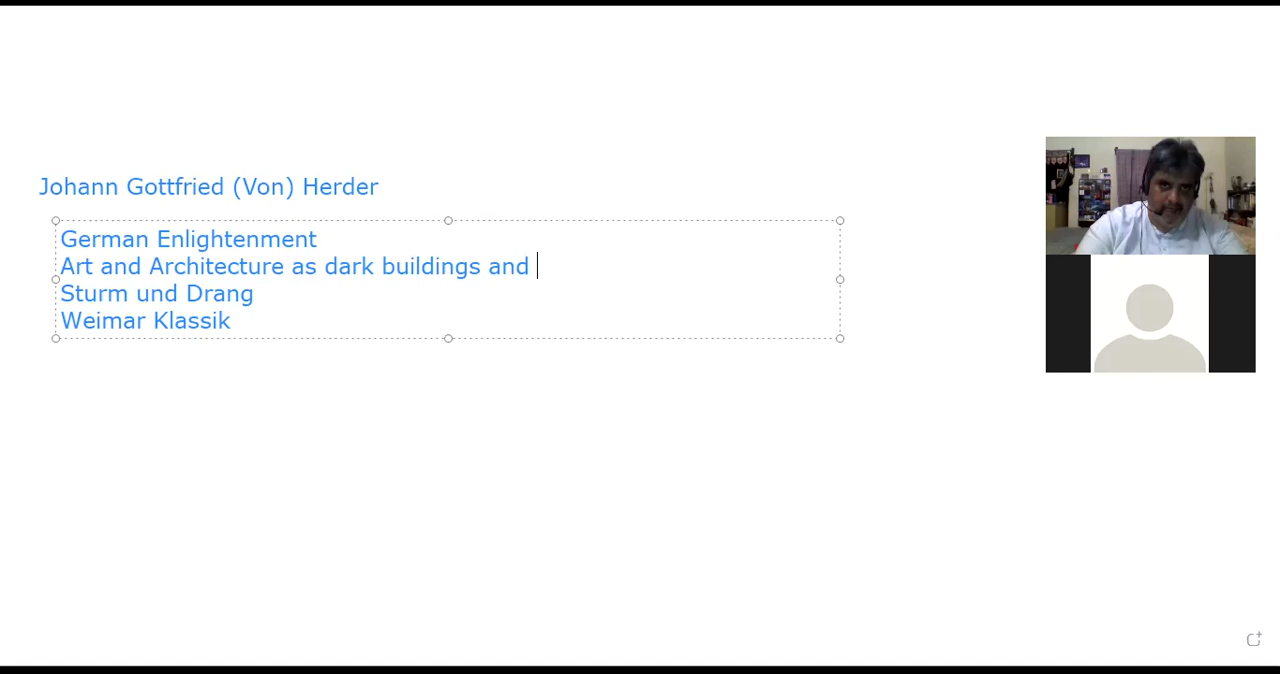 Johann Gottfried (Von) Herder
German Enlightenment
Art and Architecture as dark buildings and
Sturm und Drang
Weimar Klassik